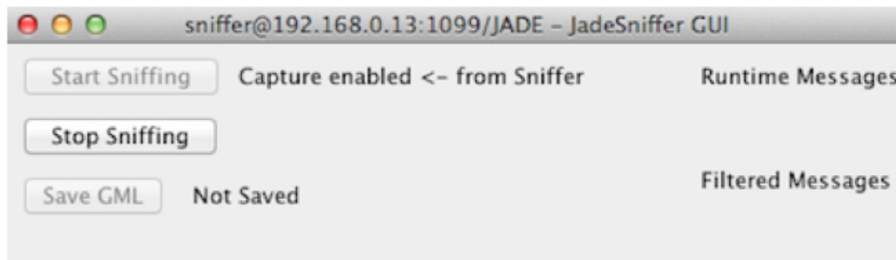 sniffer@192.168.0.13:1099/JADE – JadeSniffer GUI
Start Sniffing Capture enabled <- from Sniffer Runtime Messages
Stop Sniffing
Filtered Messages
Save GML Not Saved